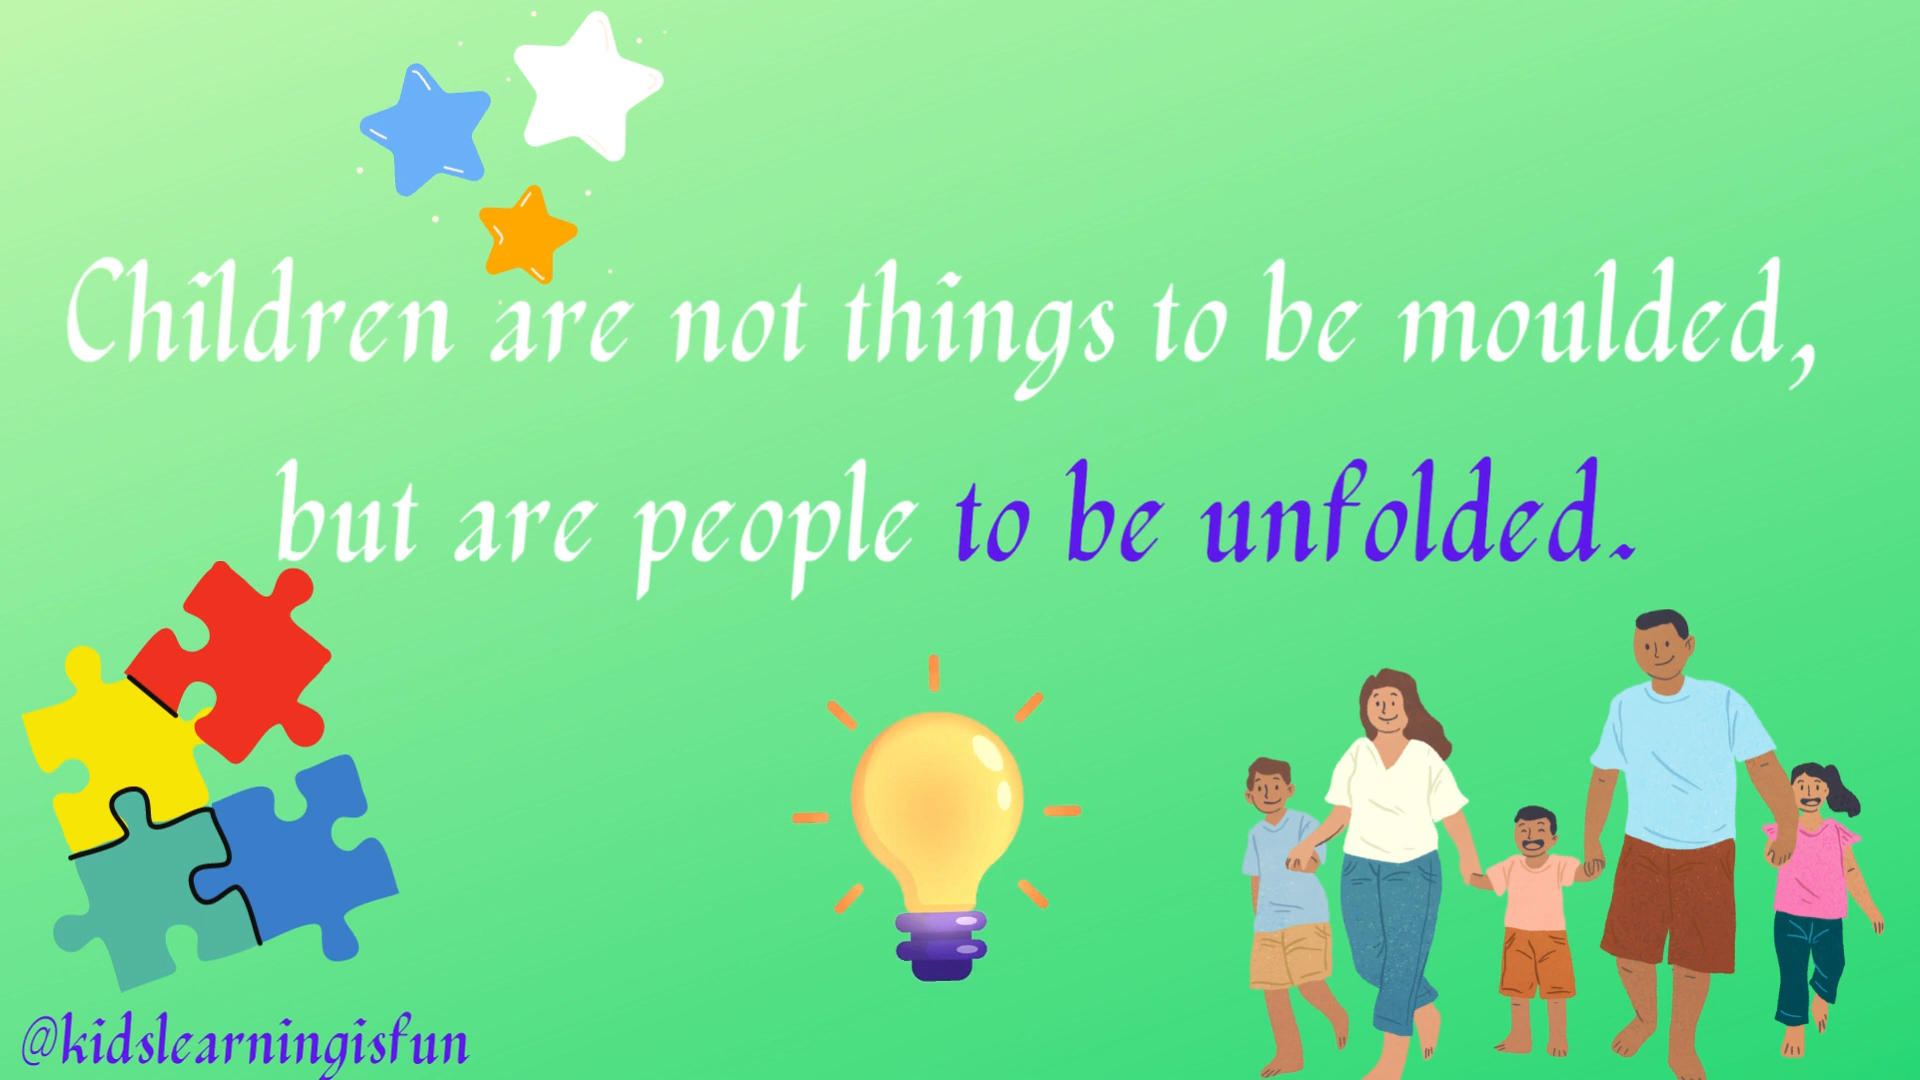 Children are not things to be moulded,
but are people to be unfolded.
@kidslearningisfun